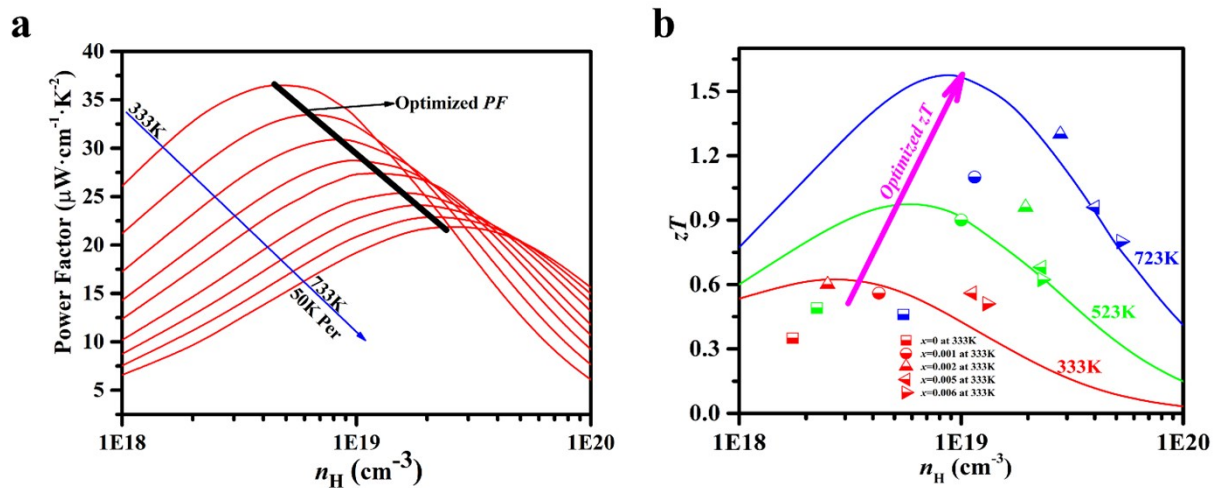 a
40
35
30
25
20
15
10
5
Power Factor (μW·cm⁻¹·K⁻²)
333K
Optimized PF
733K
50K Per
1E18
1E19
1E20
n_H (cm⁻³)
b
1.5
1.2
0.9
0.6
0.3
0.0
zT
Optimized zT
723K
523K
333K
x=0 at 333K
x=0.001 at 333K
x=0.002 at 333K
x=0.005 at 333K
x=0.006 at 333K
1E18
1E19
1E20
n_H (cm⁻³)